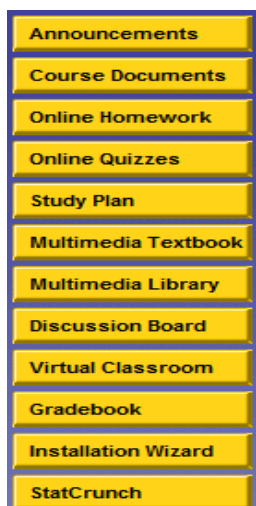 Announcements
Course Documents
Online Homework
Online Quizzes
Study Plan
Multimedia Textbook
Multimedia Library
Discussion Board
Virtual Classroom
Gradebook
Installation Wizard
StatCrunch